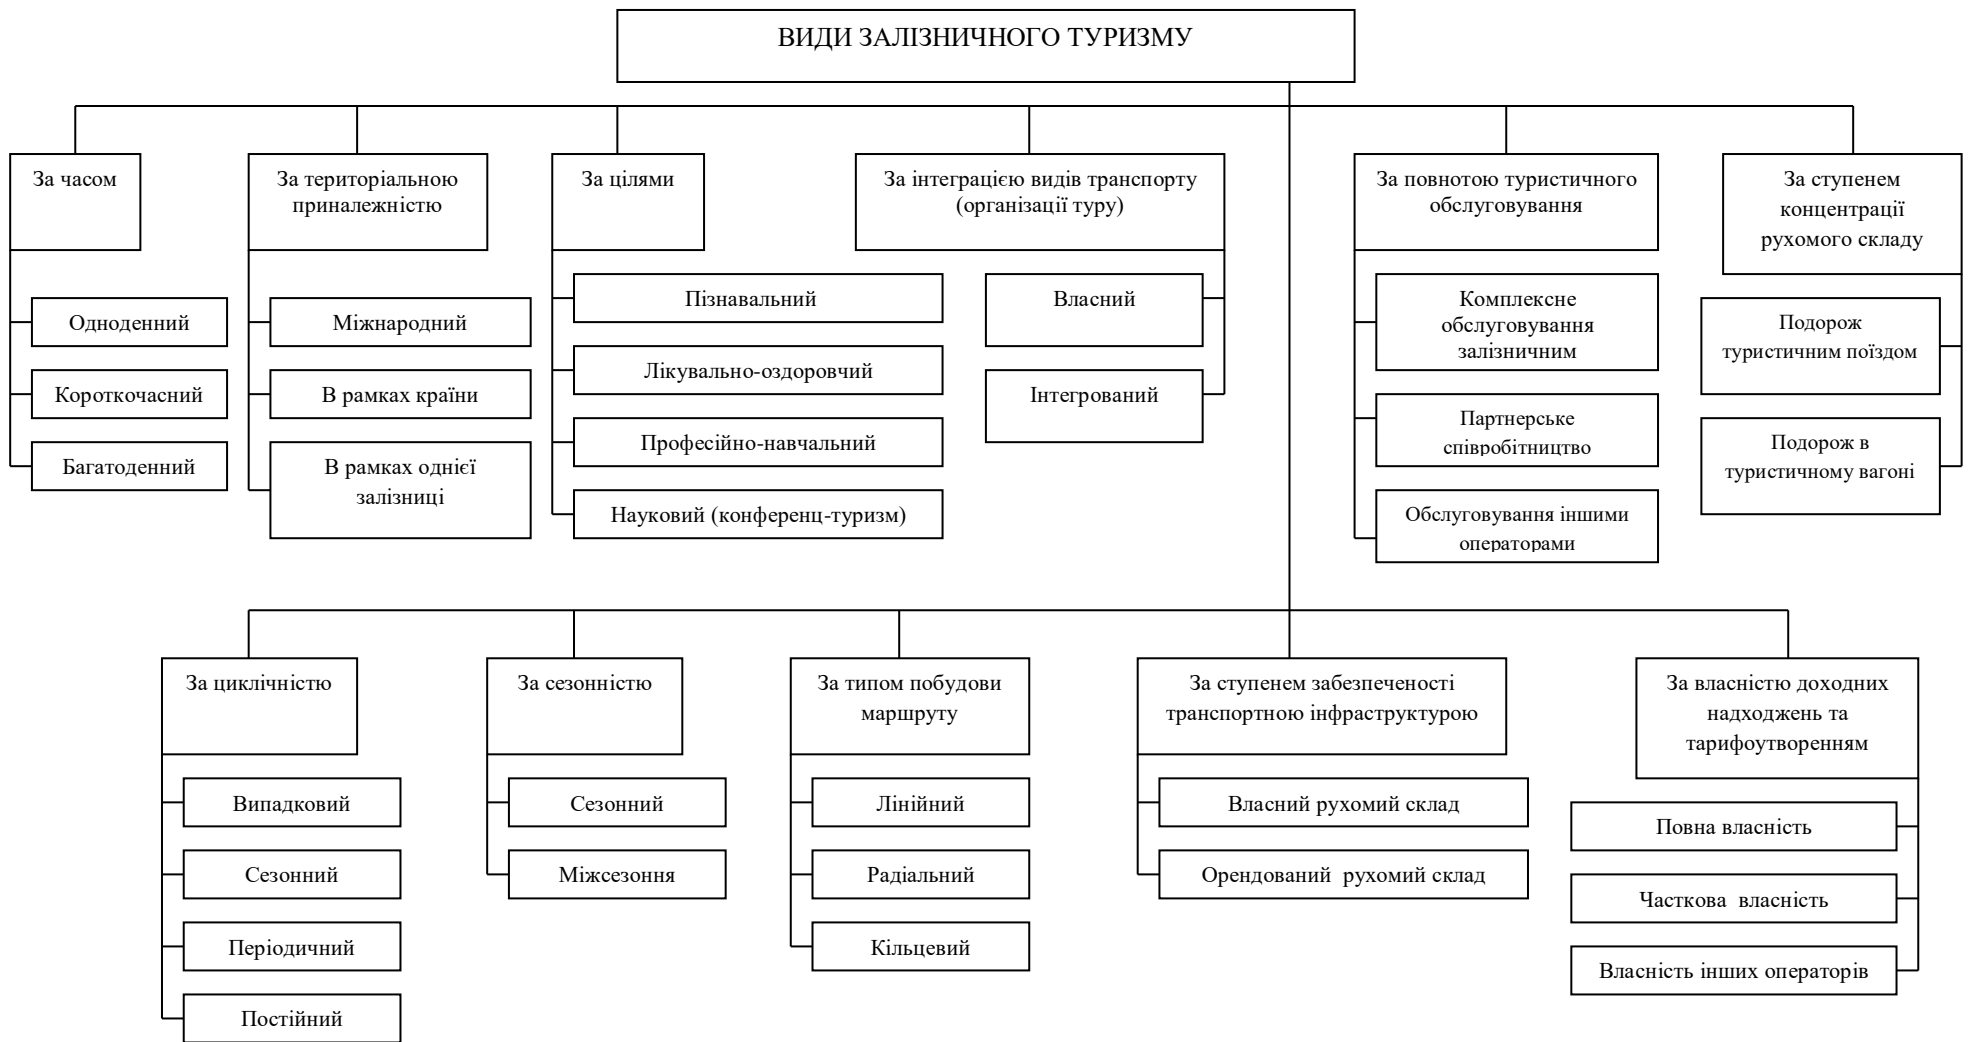 ВИДИ ЗАЛІЗНИЧНОГО ТУРИЗМУ
За часом
Одноденний
Короткочасний
Багатоденний
За територіальною
приналежністю
Міжнародний
В рамках країни
В рамках однієї
залізниці
За цілями
Пізнавальний
Лікувально-оздоровчий
Професійно-навчальний
Науковий (конференц-туризм)
За інтеграцією видів транспорту
(організації туру)
Власний
Інтегрований
За повнотою туристичного
обслуговування
Комплексне
обслуговування
залізничним
Партнерське
співробітництво
Обслуговування іншими
операторами
За ступенем
концентрації
рухомого складу
Подорож
туристичним поїздом
Подорож в
туристичному вагоні
За циклічністю
Випадковий
Сезонний
Періодичний
Постійний
За сезонністю
Сезонний
Міжсезоння
За типом побудови
маршруту
Лінійний
Радіальний
Кільцевий
За ступенем забезпеченості
транспортною інфраструктурою
Власний рухомий склад
Орендований  рухомий склад
За власністю доходних
надходжень та
тарифоутворенням
Повна власність
Часткова  власність
Власність інших операторів